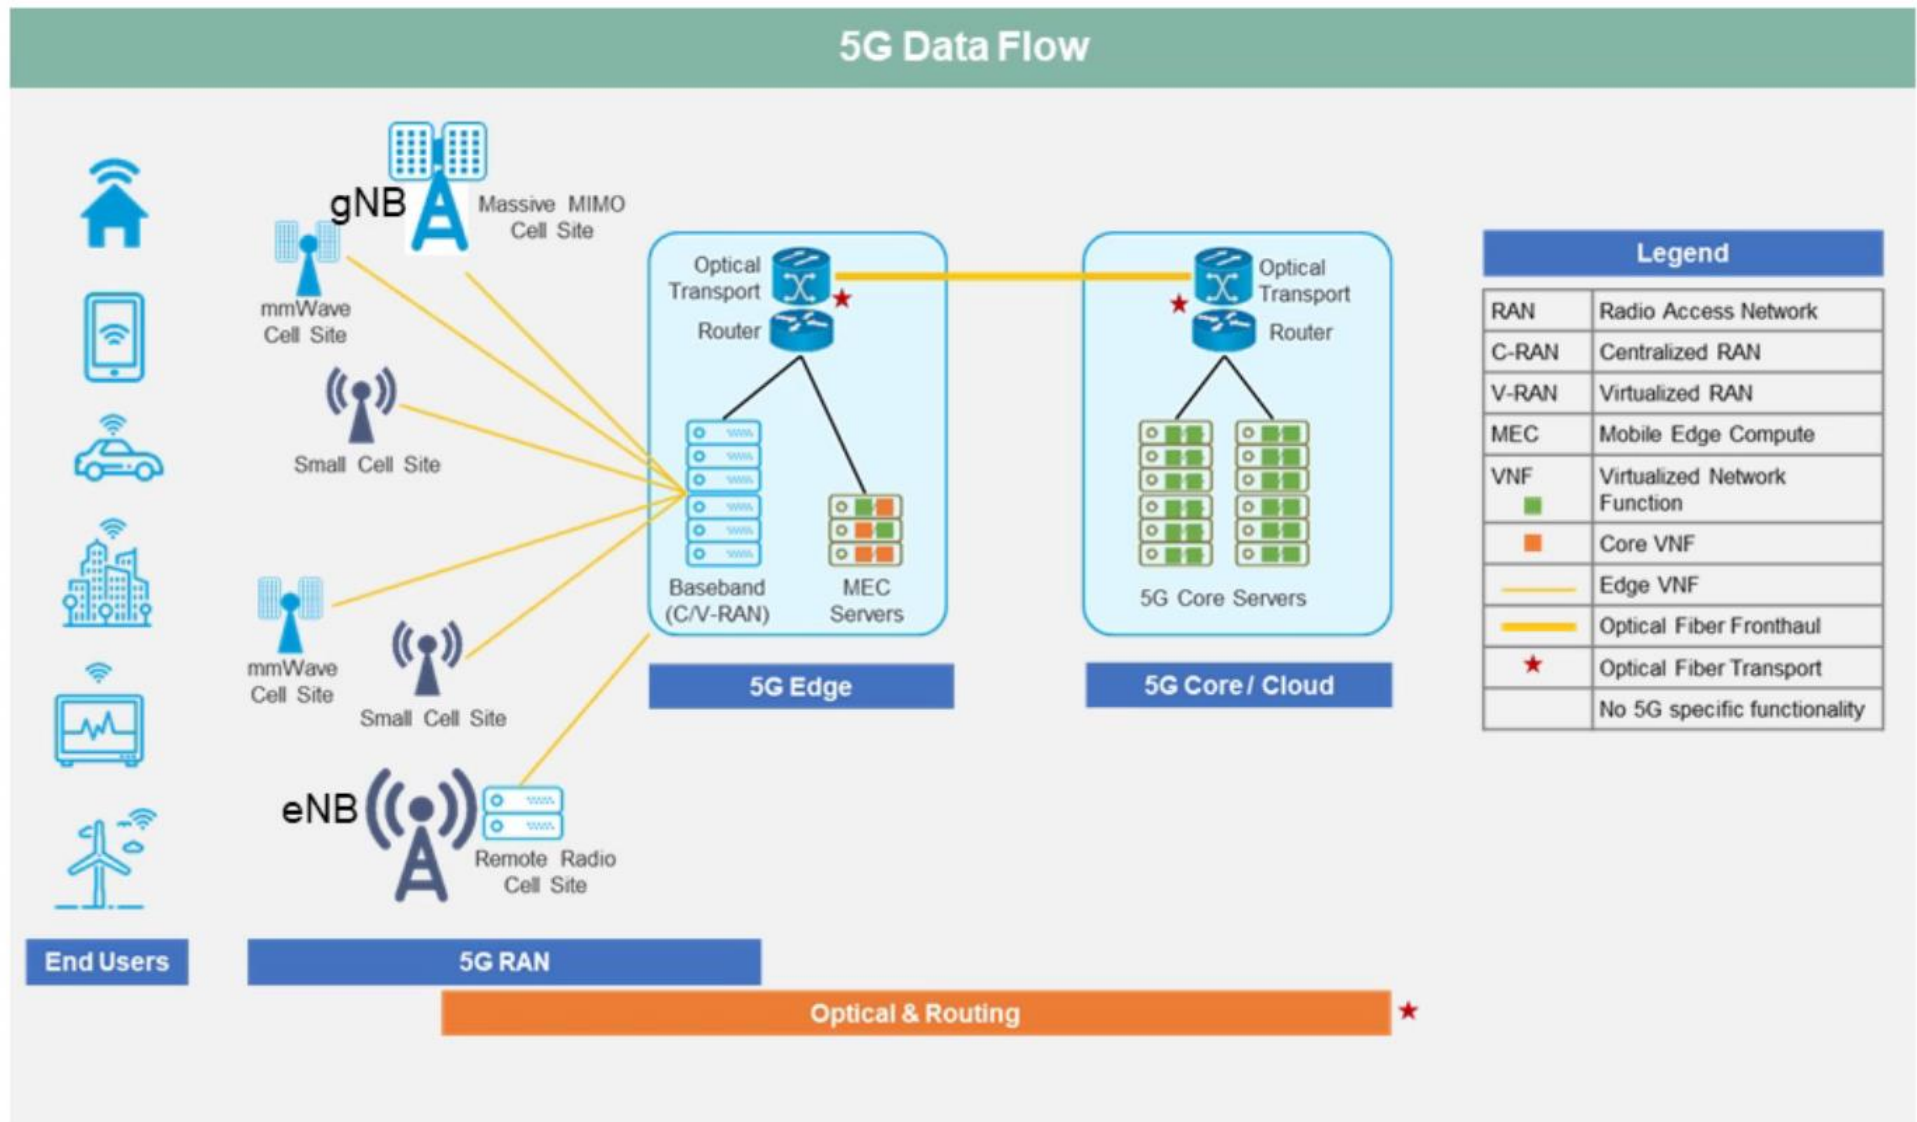 5G Data Flow
gNB
Massive MIMO
Cell Site
mmWave
Cell Site
Small Cell Site
mmWave
Cell Site
Small Cell Site
eNB
Remote Radio
Cell Site
Optical
Transport
Router
Baseband
(C/V-RAN)
MEC
Servers
Optical
Transport
Router
5G Core Servers
5G Edge
5G Core / Cloud
Legend
RAN Radio Access Network
C-RAN Centralized RAN
V-RAN Virtualized RAN
MEC Mobile Edge Compute
VNF Virtualized Network
Function
Core VNF
Edge VNF
Optical Fiber Fronthaul
Optical Fiber Transport
No 5G specific functionality
End Users
5G RAN
Optical & Routing